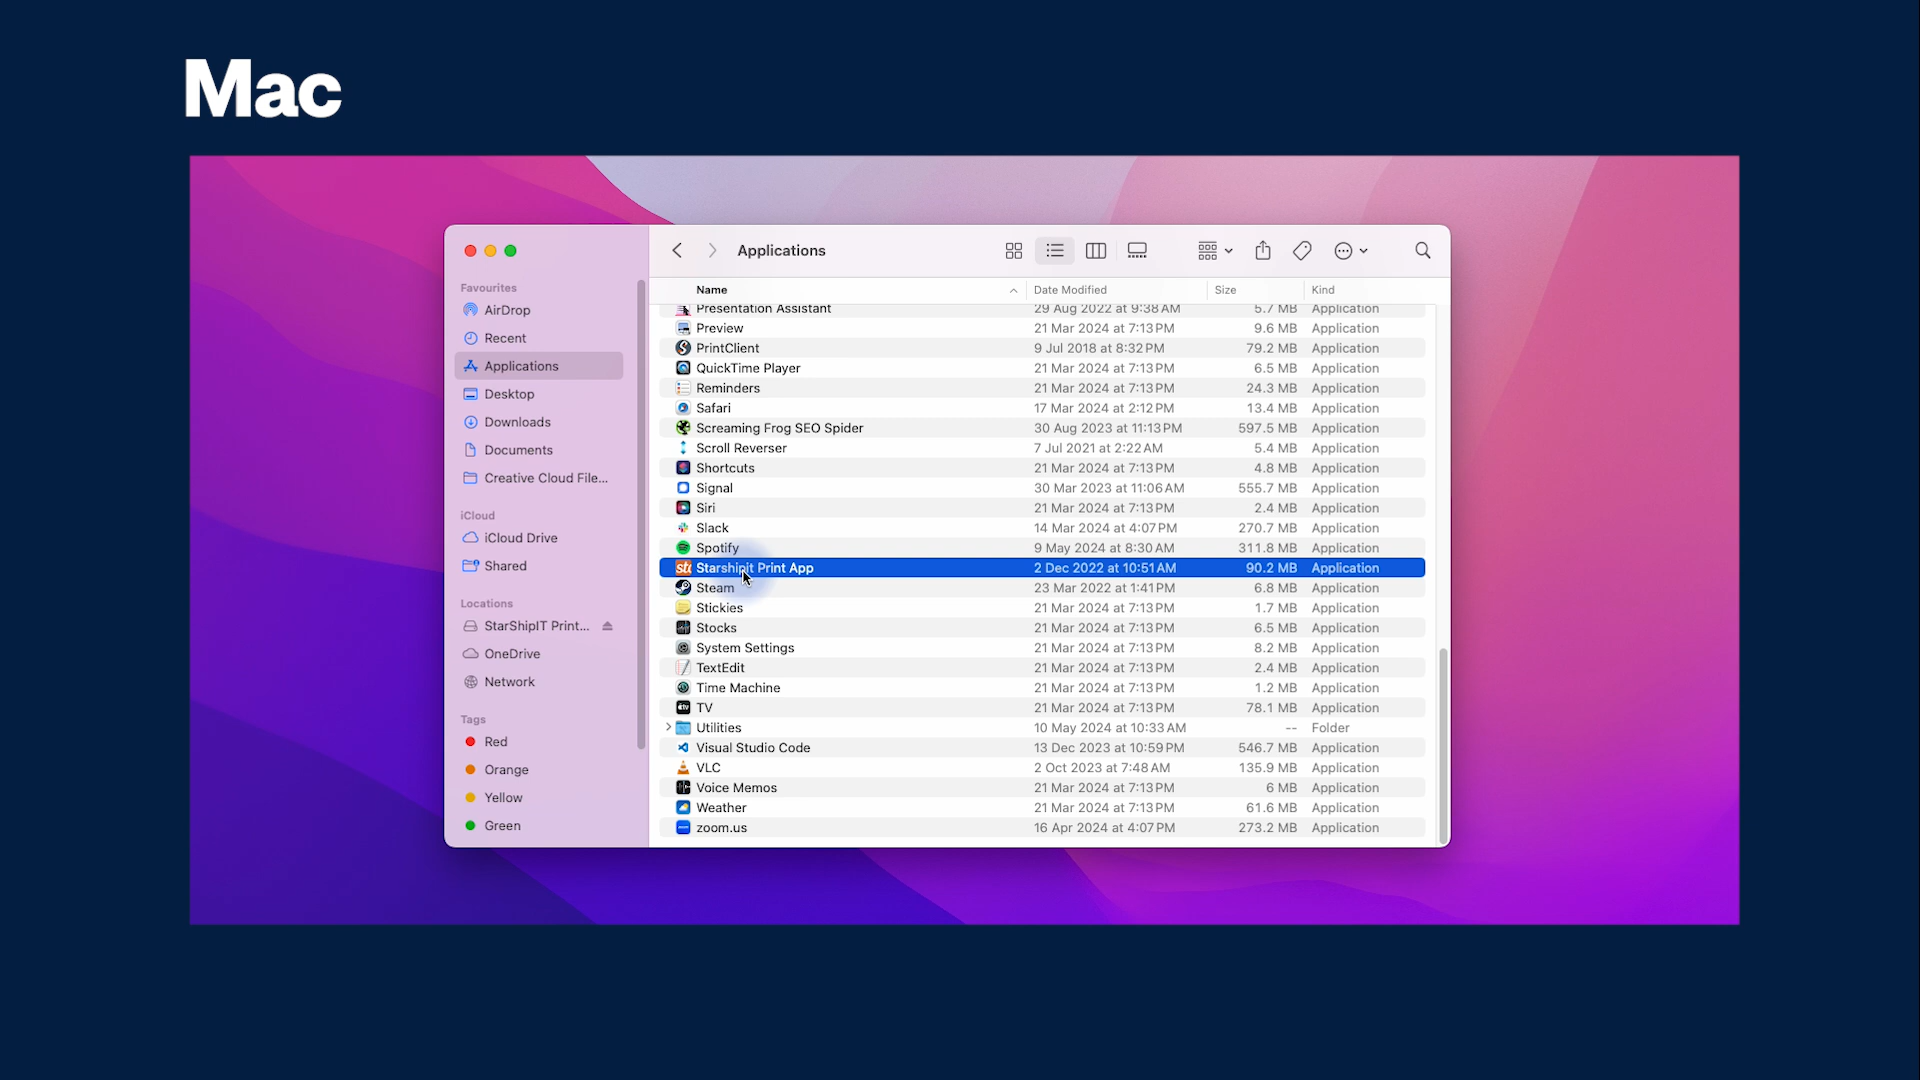 Mac
Applications
Favourites
AirDrop
Recent
Applications
Desktop
Downloads
Documents
Creative Cloud File...
iCloud
iCloud Drive
Shared
Locations
StarShipIT Print...
OneDrive
Network
Tags
Red
Orange
Yellow
Green
Name Date Modified Size Kind
Presentation Assistant 29 Aug 2022 at 9:38 AM 5.7 MB Application
Preview 21 Mar 2024 at 7:13 PM 9.6 MB Application
PrintClient 9 Jul 2018 at 8:32 PM 79.2 MB Application
QuickTime Player 21 Mar 2024 at 7:13 PM 6.5 MB Application
Reminders 21 Mar 2024 at 7:13 PM 24.3 MB Application
Safari 17 Mar 2024 at 2:12 PM 13.4 MB Application
Screaming Frog SEO Spider 30 Aug 2023 at 11:13 PM 597.5 MB Application
Scroll Reverser 7 Jul 2021 at 2:22 AM 5.4 MB Application
Shortcuts 21 Mar 2024 at 7:13 PM 4.8 MB Application
Signal 30 Mar 2023 at 11:06 AM 555.7 MB Application
Siri 21 Mar 2024 at 7:13 PM 2.4 MB Application
Slack 14 Mar 2024 at 4:07 PM 270.7 MB Application
Spotify 9 May 2024 at 8:30 AM 311.8 MB Application
Starshipit Print App 2 Dec 2022 at 10:51 AM 90.2 MB Application
Steam 23 Mar 2022 at 1:41 PM 6.8 MB Application
Stickies 21 Mar 2024 at 7:13 PM 1.7 MB Application
Stocks 21 Mar 2024 at 7:13 PM 6.5 MB Application
System Settings 21 Mar 2024 at 7:13 PM 8.2 MB Application
TextEdit 21 Mar 2024 at 7:13 PM 2.4 MB Application
Time Machine 21 Mar 2024 at 7:13 PM 1.2 MB Application
TV 21 Mar 2024 at 7:13 PM 78.1 MB Application
Utilities 10 May 2024 at 10:33 AM -- Folder
Visual Studio Code 13 Dec 2023 at 10:59 PM 546.7 MB Application
VLC 2 Oct 2023 at 7:48 AM 135.9 MB Application
Voice Memos 21 Mar 2024 at 7:13 PM 6 MB Application
Weather 21 Mar 2024 at 7:13 PM 61.6 MB Application
zoom.us 16 Apr 2024 at 4:07 PM 273.2 MB Application